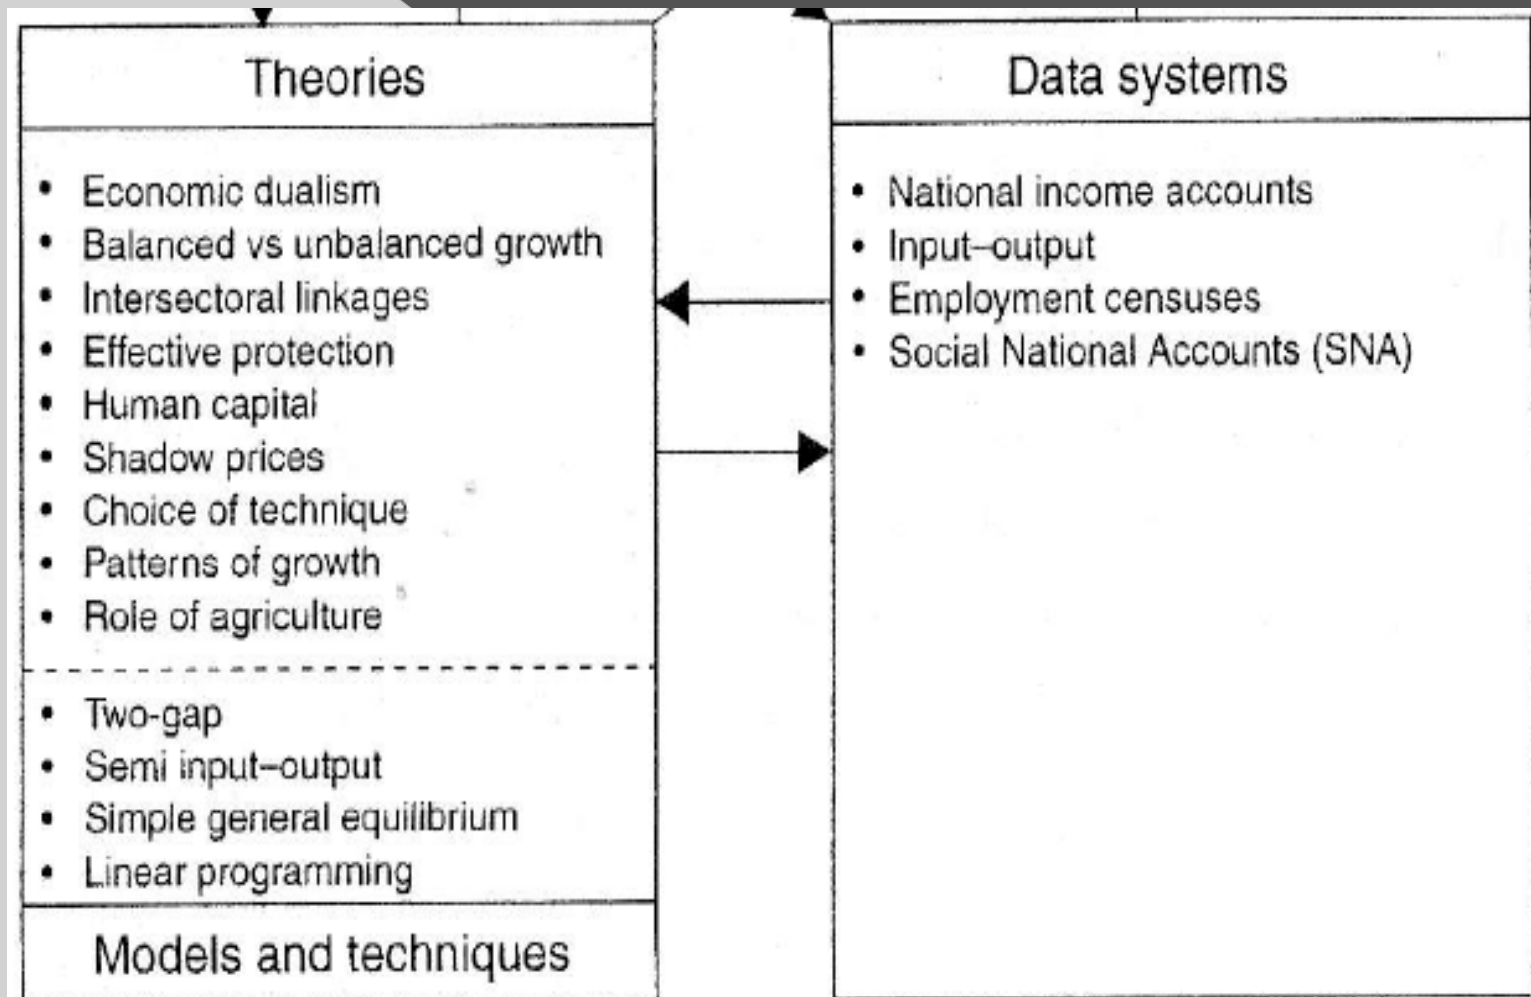 Theories
• Economic dualism
• Balanced vs unbalanced growth
• Intersectoral linkages
• Effective protection
• Human capital
• Shadow prices
• Choice of technique
• Patterns of growth
• Role of agriculture
• Two-gap
• Semi input–output
• Simple general equilibrium
• Linear programming
Models and techniques
Data systems
• National income accounts
• Input–output
• Employment censuses
• Social National Accounts (SNA)